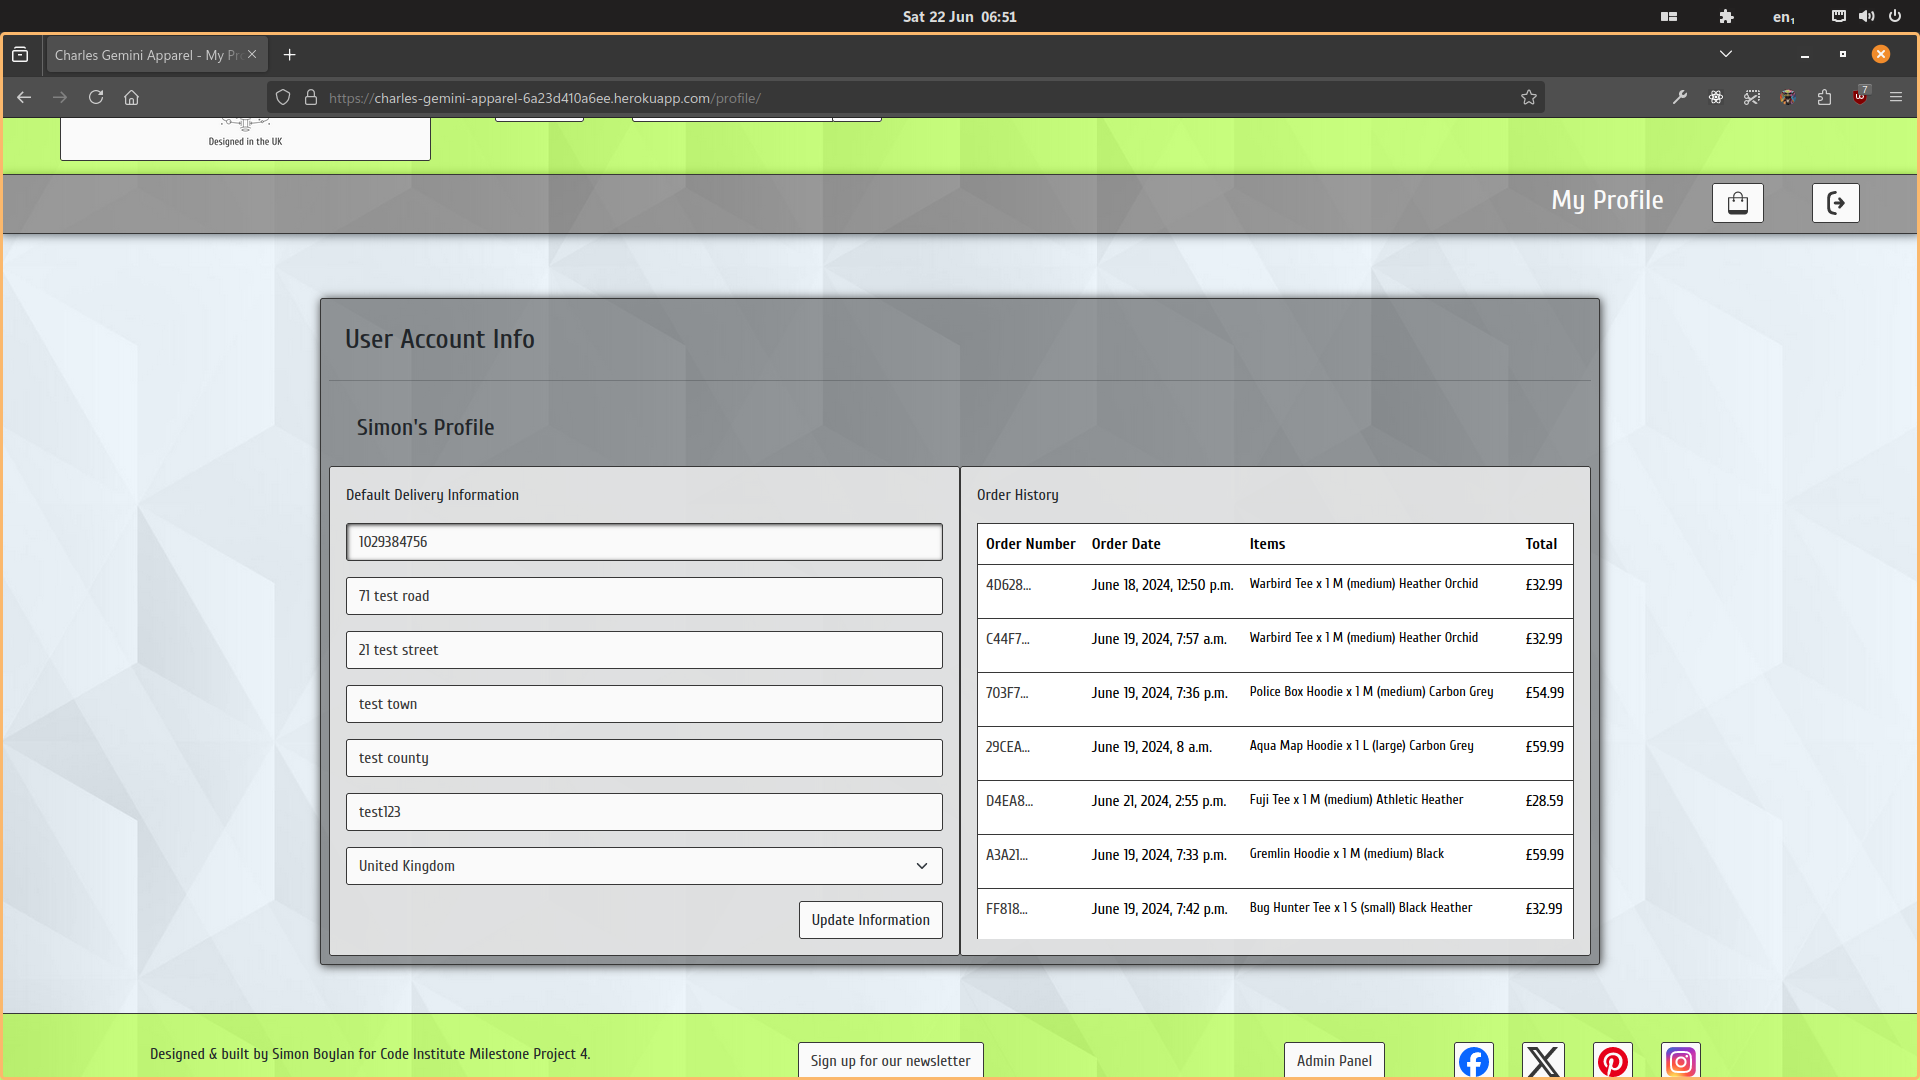 Sat 22 Jun 06:51
en₁
Charles Gemini Apparel - My Pr
https://charles-gemini-apparel-6a23d410a6ee.herokuapp.com/profile/
7
Designed in the UK
My Profile
User Account Info
Simon's Profile
Default Delivery Information
1029384756
71 test road
21 test street
test town
test county
test123
United Kingdom
Update Information
Order History
Order Number Order Date Items Total
4D628... June 18, 2024, 12:50 p.m. Warbird Tee x 1 M (medium) Heather Orchid £32.99
C44F7... June 19, 2024, 7:57 a.m. Warbird Tee x 1 M (medium) Heather Orchid £32.99
703F7... June 19, 2024, 7:36 p.m. Police Box Hoodie x 1 M (medium) Carbon Grey £54.99
29CEA... June 19, 2024, 8 a.m. Aqua Map Hoodie x 1 L (large) Carbon Grey £59.99
D4EA8... June 21, 2024, 2:55 p.m. Fuji Tee x 1 M (medium) Athletic Heather £28.59
A3A21... June 19, 2024, 7:33 p.m. Gremlin Hoodie x 1 M (medium) Black £59.99
FF818... June 19, 2024, 7:42 p.m. Bug Hunter Tee x 1 S (small) Black Heather £32.99
Designed & built by Simon Boylan for Code Institute Milestone Project 4.
Sign up for our newsletter
Admin Panel